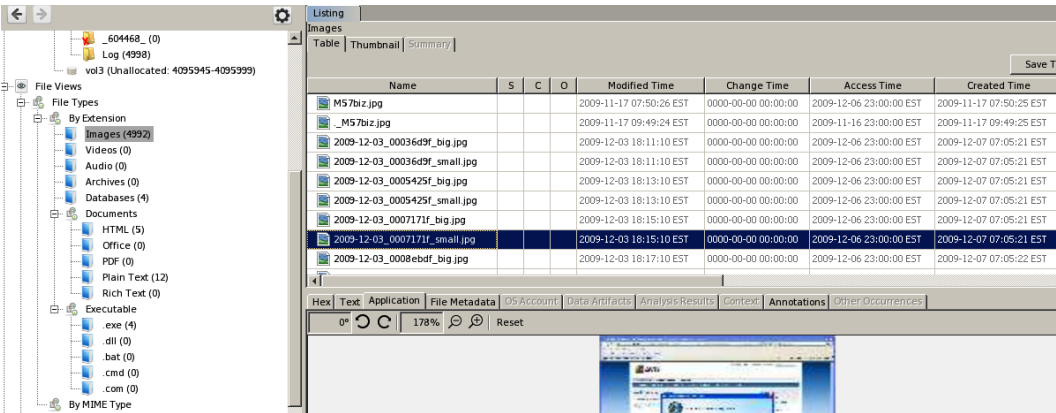 _604468_ (0)
Log (4998)
vol3 (Unallocated: 4095945-4095999)
File Views
File Types
By Extension
Images (4992)
Videos (0)
Audio (0)
Archives (0)
Databases (4)
Documents
HTML (5)
Office (0)
PDF (0)
Plain Text (12)
Rich Text (0)
Executable
.exe (4)
.dll (0)
.bat (0)
.cmd (0)
.com (0)
By MIME Type
Listing
Images
Table Thumbnail Summary
Save T
Name S C O Modified Time Change Time Access Time Created Time
M57biz.jpg 2009-11-17 07:50:26 EST 0000-00-00 00:00:00 2009-12-06 23:00:00 EST 2009-11-17 07:50:25 EST
._M57biz.jpg 2009-11-17 09:49:24 EST 0000-00-00 00:00:00 2009-11-16 23:00:00 EST 2009-11-17 09:49:25 EST
2009-12-03_00036d9f_big.jpg 2009-12-03 18:11:10 EST 0000-00-00 00:00:00 2009-12-06 23:00:00 EST 2009-12-07 07:05:21 EST
2009-12-03_00036d9f_small.jpg 2009-12-03 18:11:10 EST 0000-00-00 00:00:00 2009-12-06 23:00:00 EST 2009-12-07 07:05:21 EST
2009-12-03_0005425f_big.jpg 2009-12-03 18:13:10 EST 0000-00-00 00:00:00 2009-12-06 23:00:00 EST 2009-12-07 07:05:21 EST
2009-12-03_0005425f_small.jpg 2009-12-03 18:13:10 EST 0000-00-00 00:00:00 2009-12-06 23:00:00 EST 2009-12-07 07:05:21 EST
2009-12-03_0007171f_big.jpg 2009-12-03 18:15:10 EST 0000-00-00 00:00:00 2009-12-06 23:00:00 EST 2009-12-07 07:05:21 EST
2009-12-03_0007171f_small.jpg 2009-12-03 18:15:10 EST 0000-00-00 00:00:00 2009-12-06 23:00:00 EST 2009-12-07 07:05:21 EST
2009-12-03_0008ebdf_big.jpg 2009-12-03 18:17:10 EST 0000-00-00 00:00:00 2009-12-06 23:00:00 EST 2009-12-07 07:05:22 EST
Hex Text Application File Metadata OS Account Data Artifacts Analysis Results Context Annotations Other Occurrences
0° 178% Reset